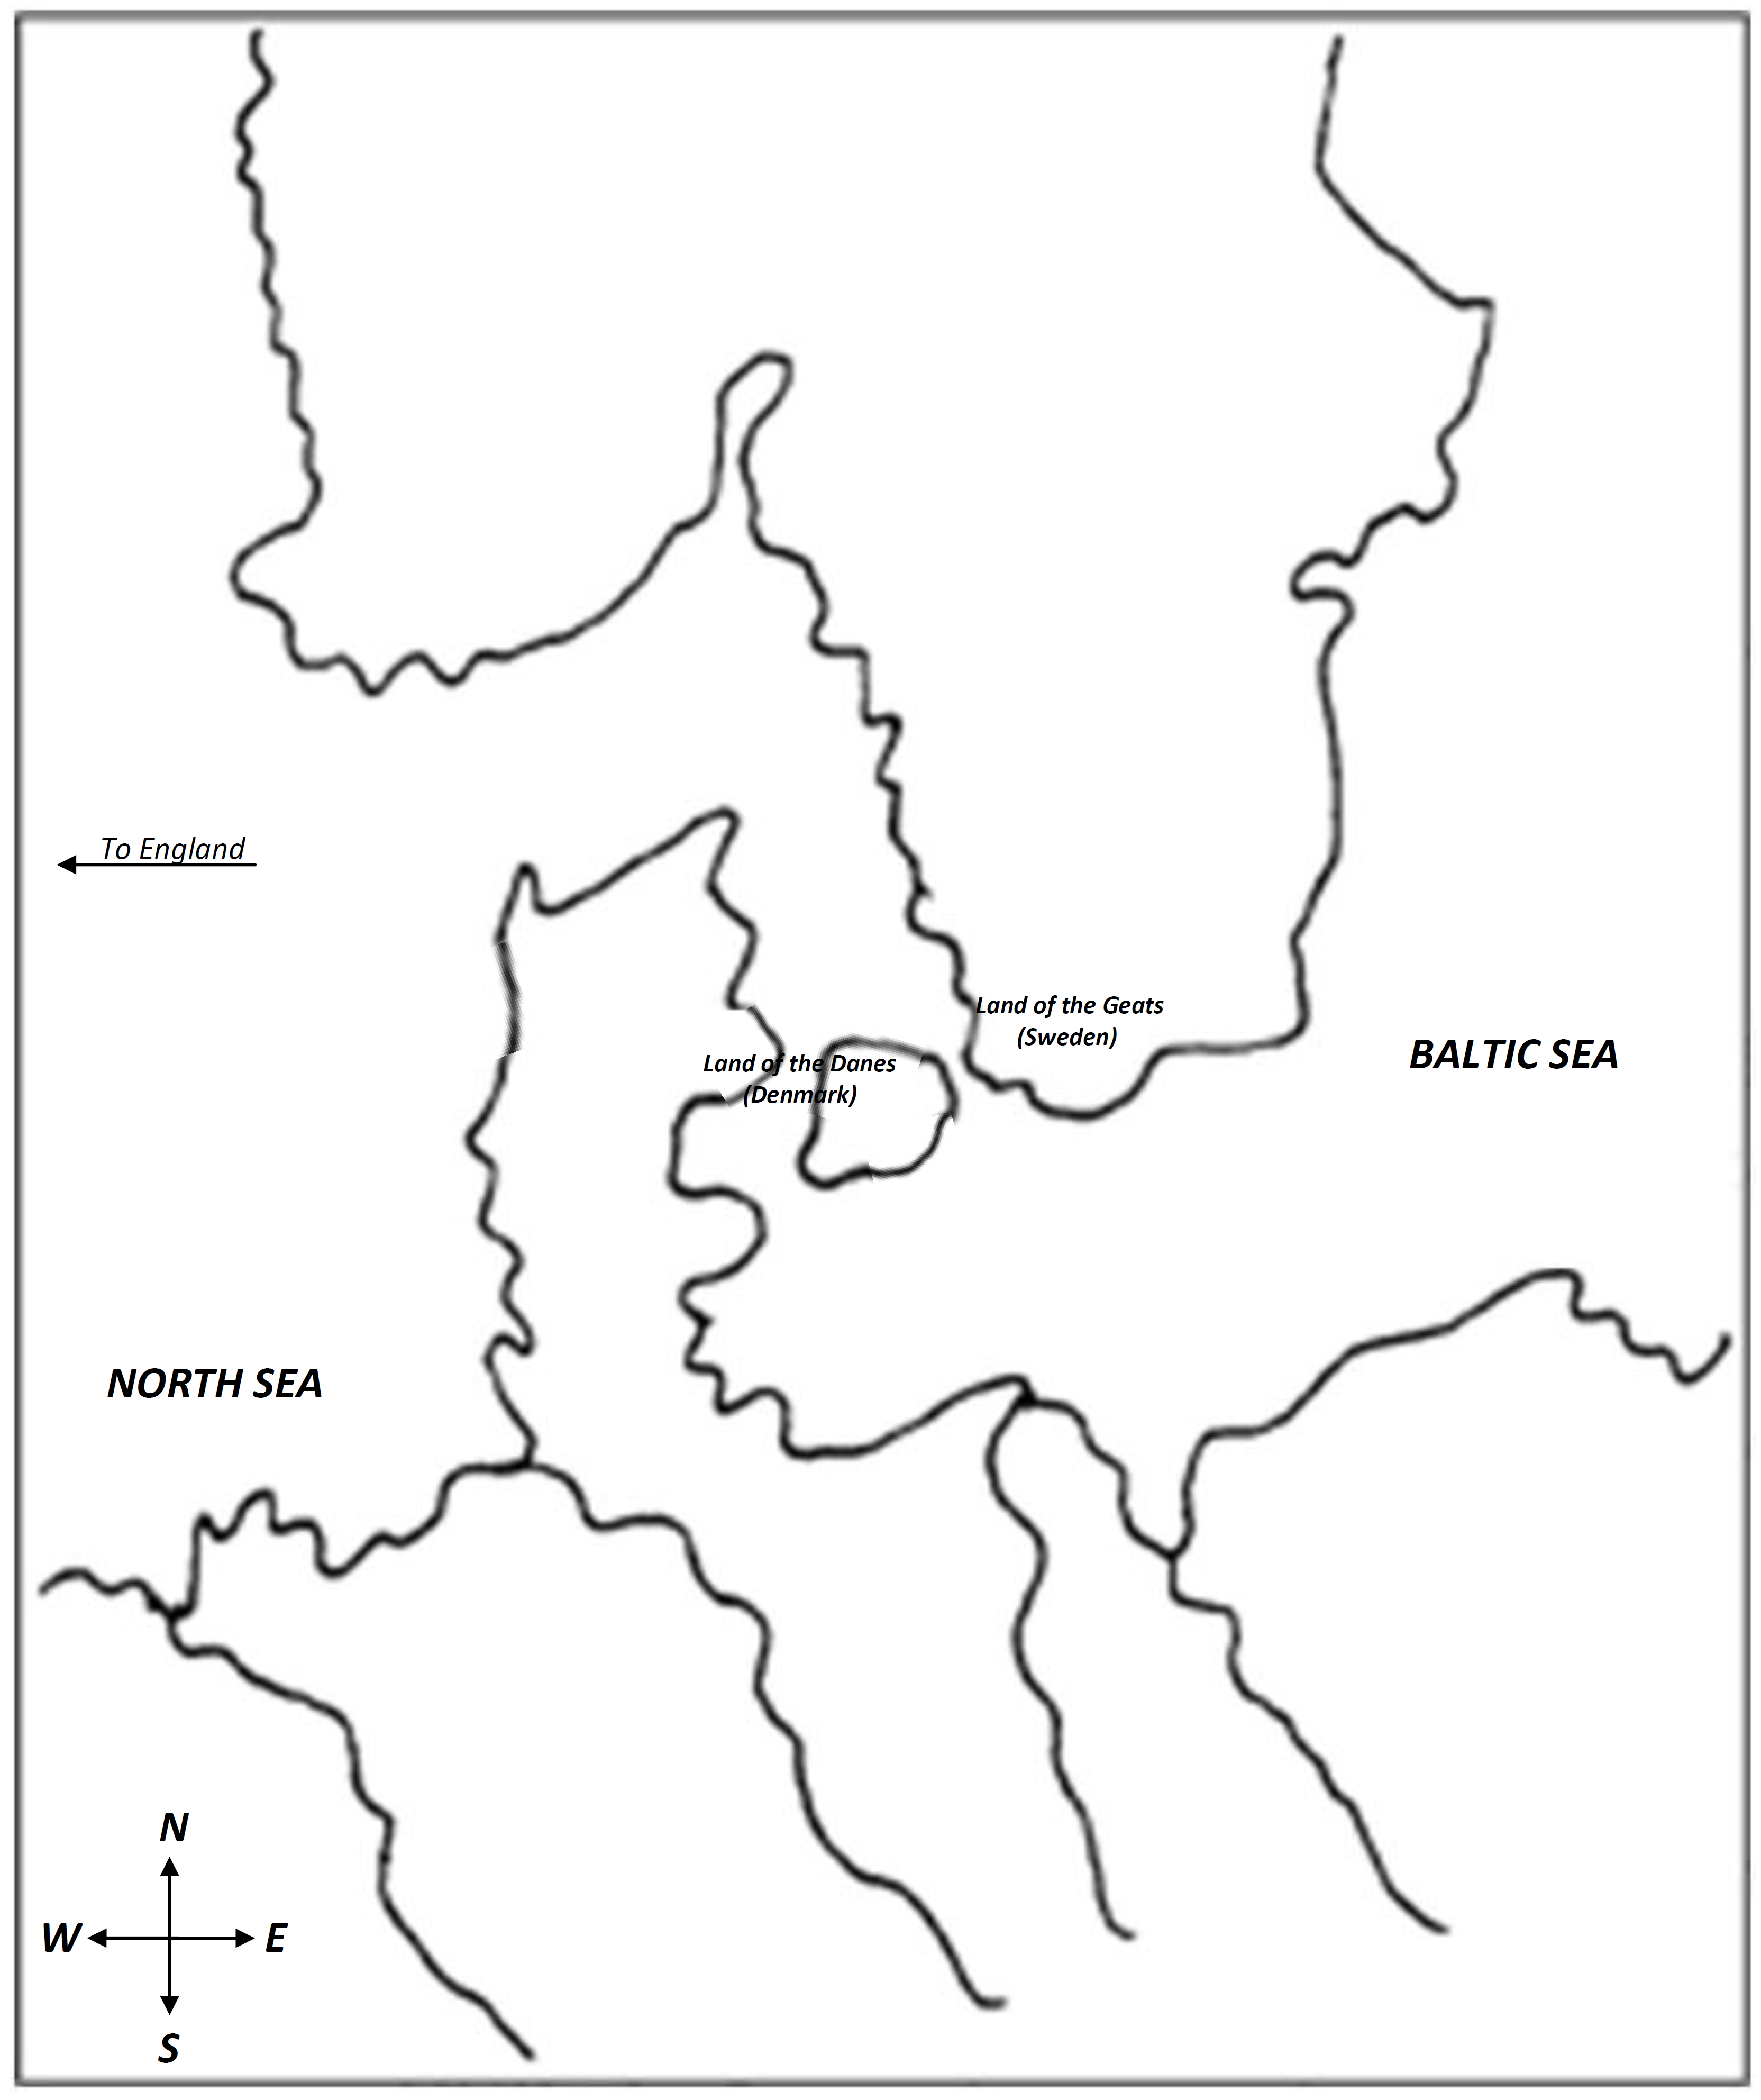 To England
Land of the Geats
(Sweden)
BALTIC SEA
Land of the Danes
(Denmark)
NORTH SEA
N
W
E
S